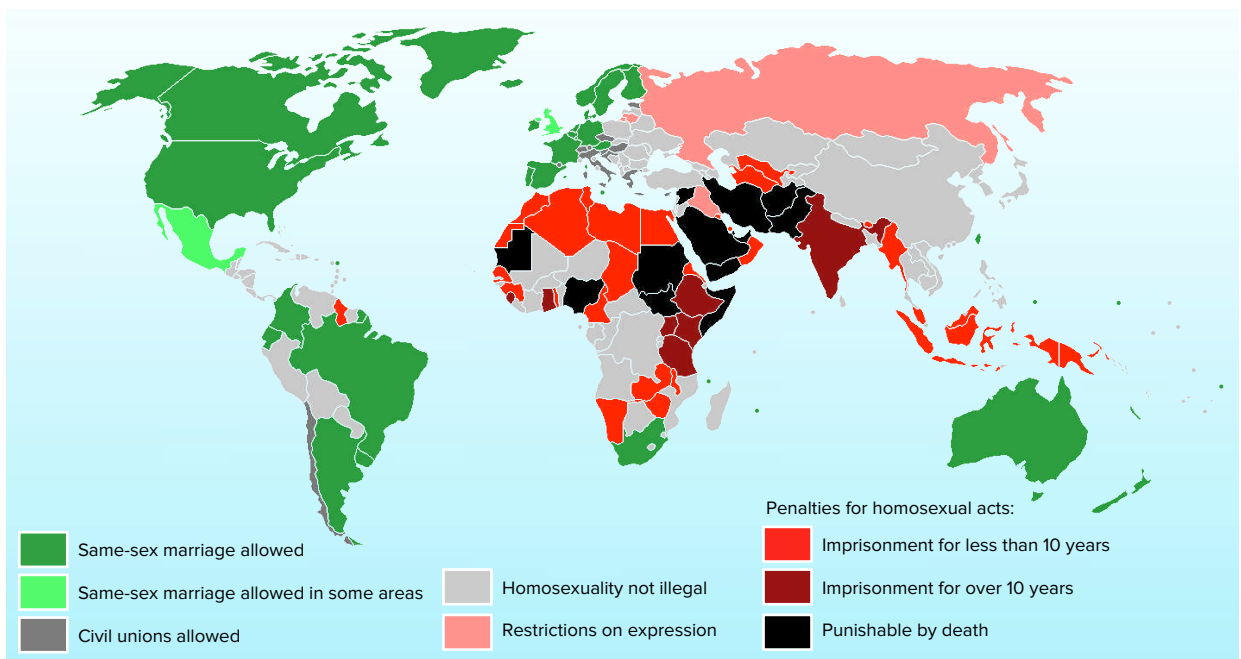 Penalties for homosexual acts:
Same-sex marriage allowed
Same-sex marriage allowed in some areas
Civil unions allowed
Homosexuality not illegal
Restrictions on expression
Imprisonment for less than 10 years
Imprisonment for over 10 years
Punishable by death